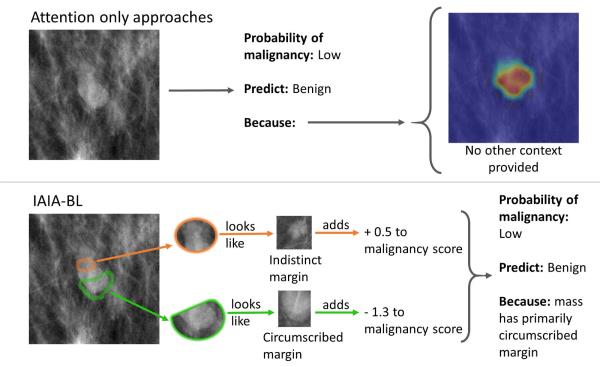 Attention only approaches
Probability of
malignancy: Low
Predict: Benign
Because:
No other context
provided
IAIA-BL
looks
like
Indistinct
margin
adds
+ 0.5 to
malignancy score
looks
like
Circumscribed
margin
adds
- 1.3 to
malignancy score
Probability of
malignancy:
Low
Predict: Benign
Because: mass
has primarily
circumscribed
margin